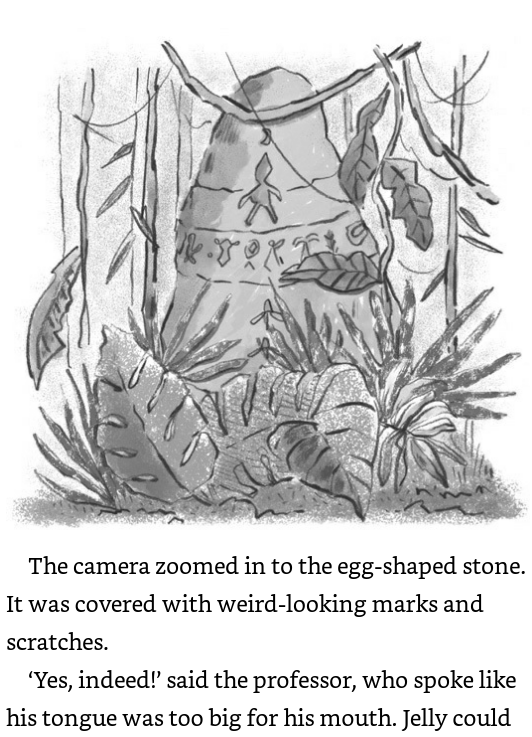 The camera zoomed in to the egg-shaped stone.
It was covered with weird-looking marks and
scratches.
‘Yes, indeed!’ said the professor, who spoke like
his tongue was too big for his mouth. Jelly could